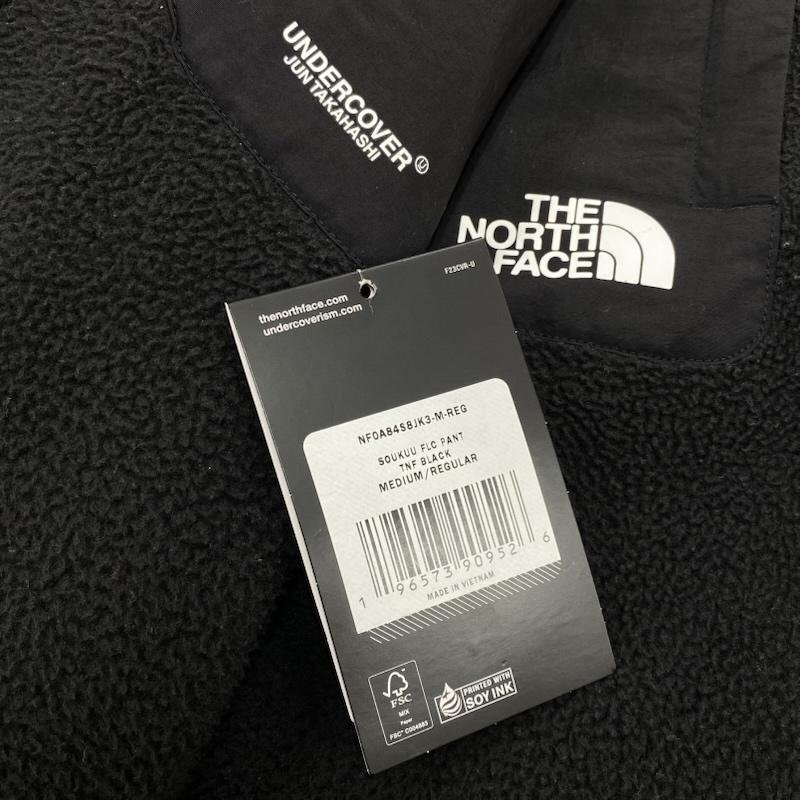 UNDERCOVER
JUN TAKAHASHI
U
THE
NORTH
FACE
F23CVR-U
thenorthface.com
undercoverism.com
NF0A84S8JK3-M-REG
SOUKUU FLC PANT
TNF BLACK
MEDIUM/REGULAR
1 96573 90952 6
MADE IN VIETNAM
FSC
MIX
Paper
FSC® C004883
PRINTED WITH
SOY INK